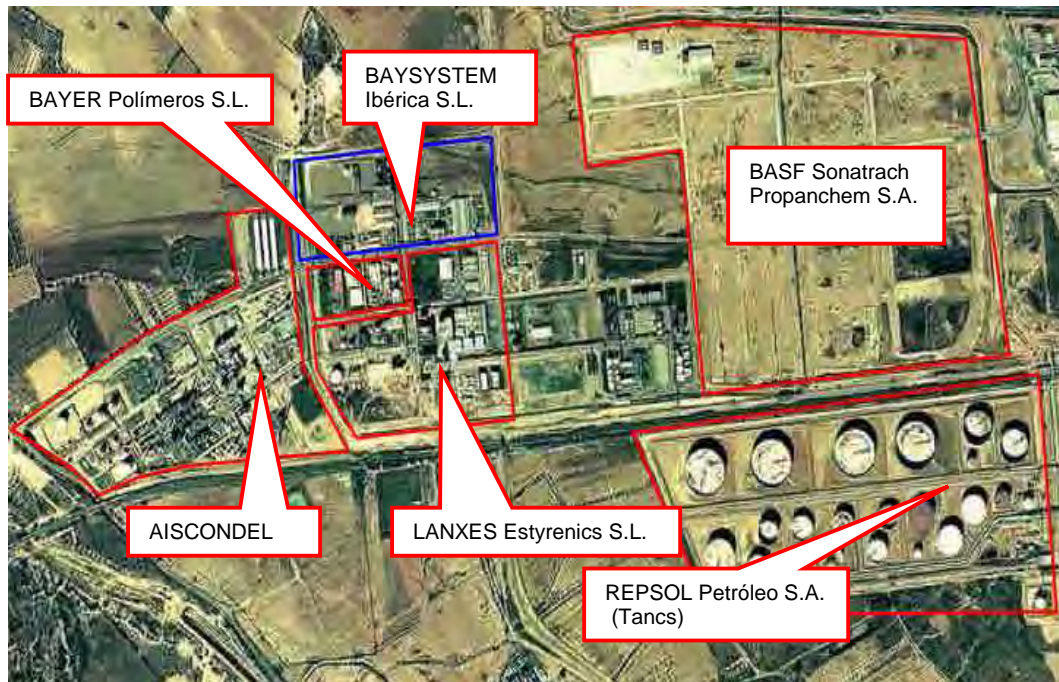 BAYER Polímeros S.L.
BAYSYSTEM
Ibérica S.L.
BASF Sonatrach
Propanchem S.A.
AISCONDEL
LANXES Estyrenics S.L.
REPSOL Petróleo S.A.
(Tancs)